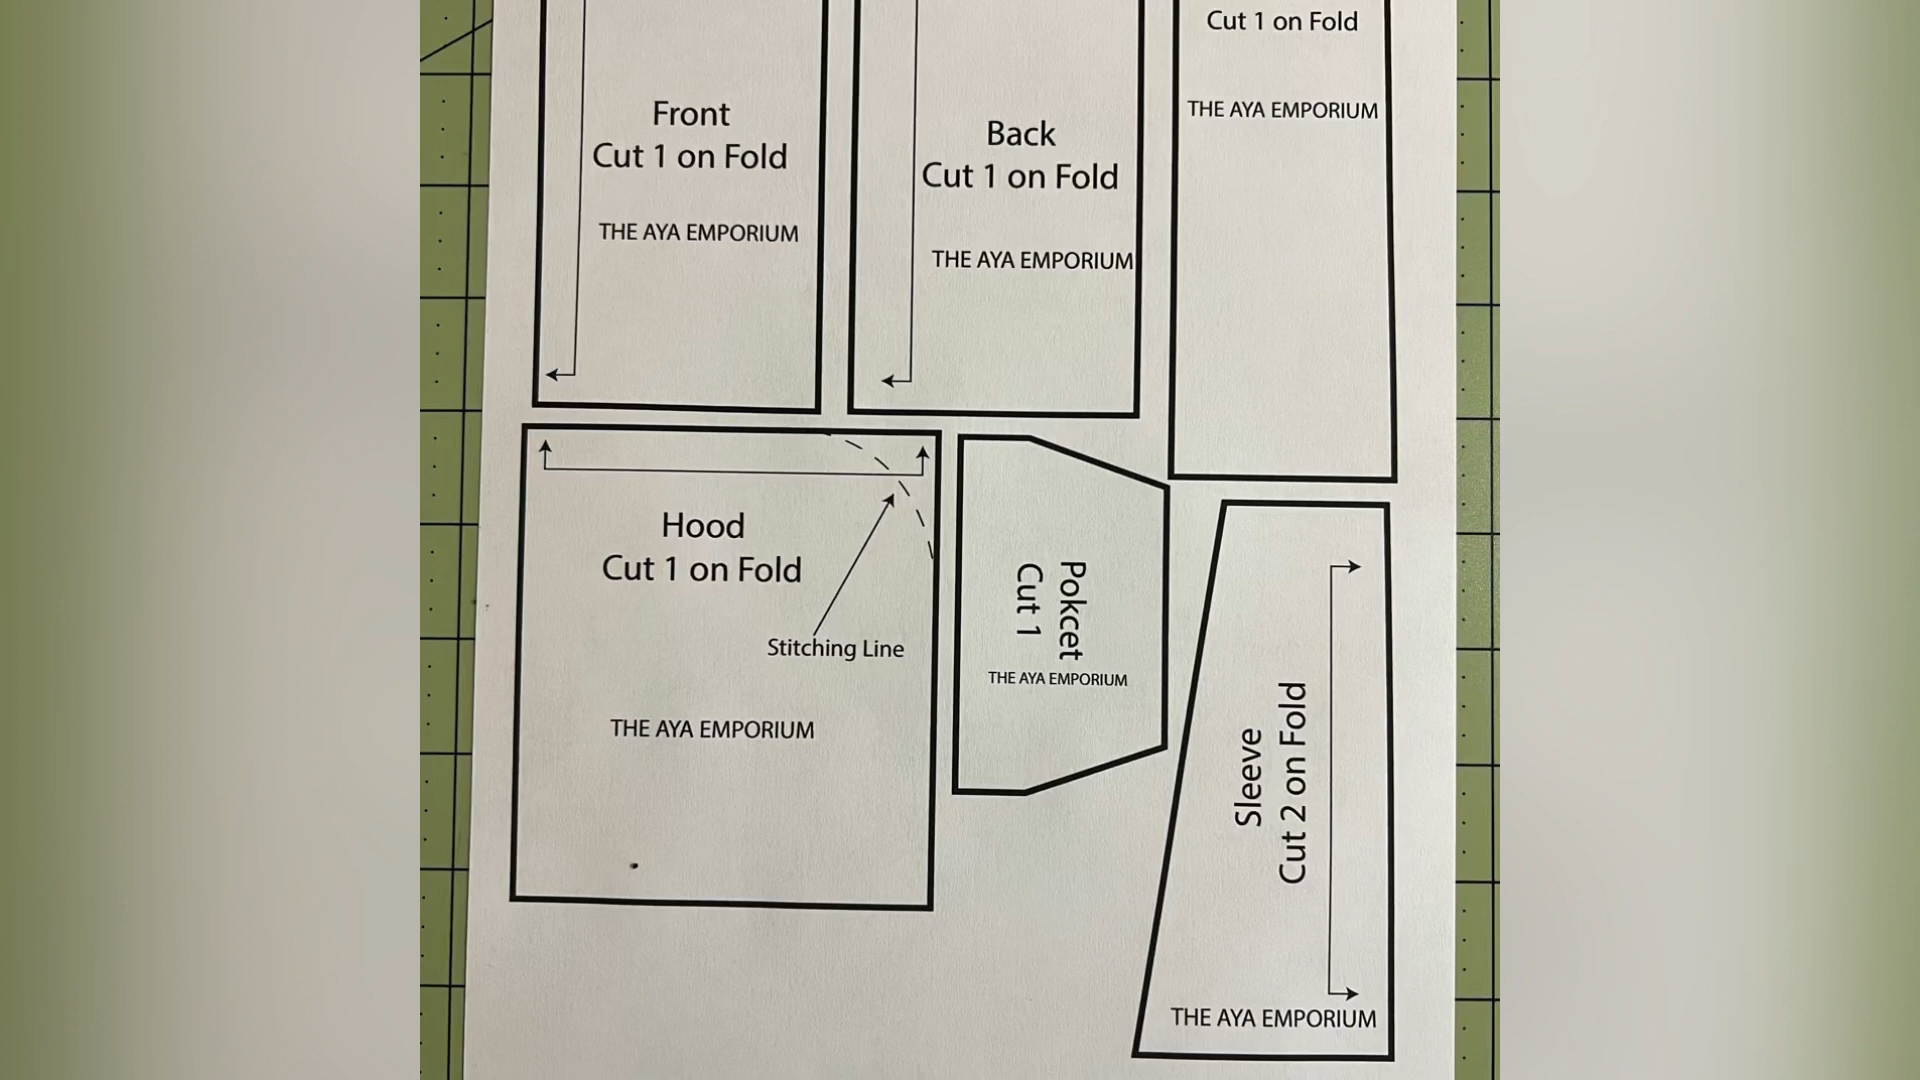 Front
Cut 1 on Fold
THE AYA EMPORIUM
Back
Cut 1 on Fold
THE AYA EMPORIUM
Cut 1 on Fold
THE AYA EMPORIUM
Hood
Cut 1 on Fold
Stitching Line
THE AYA EMPORIUM
Pokcet
Cut 1
THE AYA EMPORIUM
Sleeve
Cut 2 on Fold
THE AYA EMPORIUM